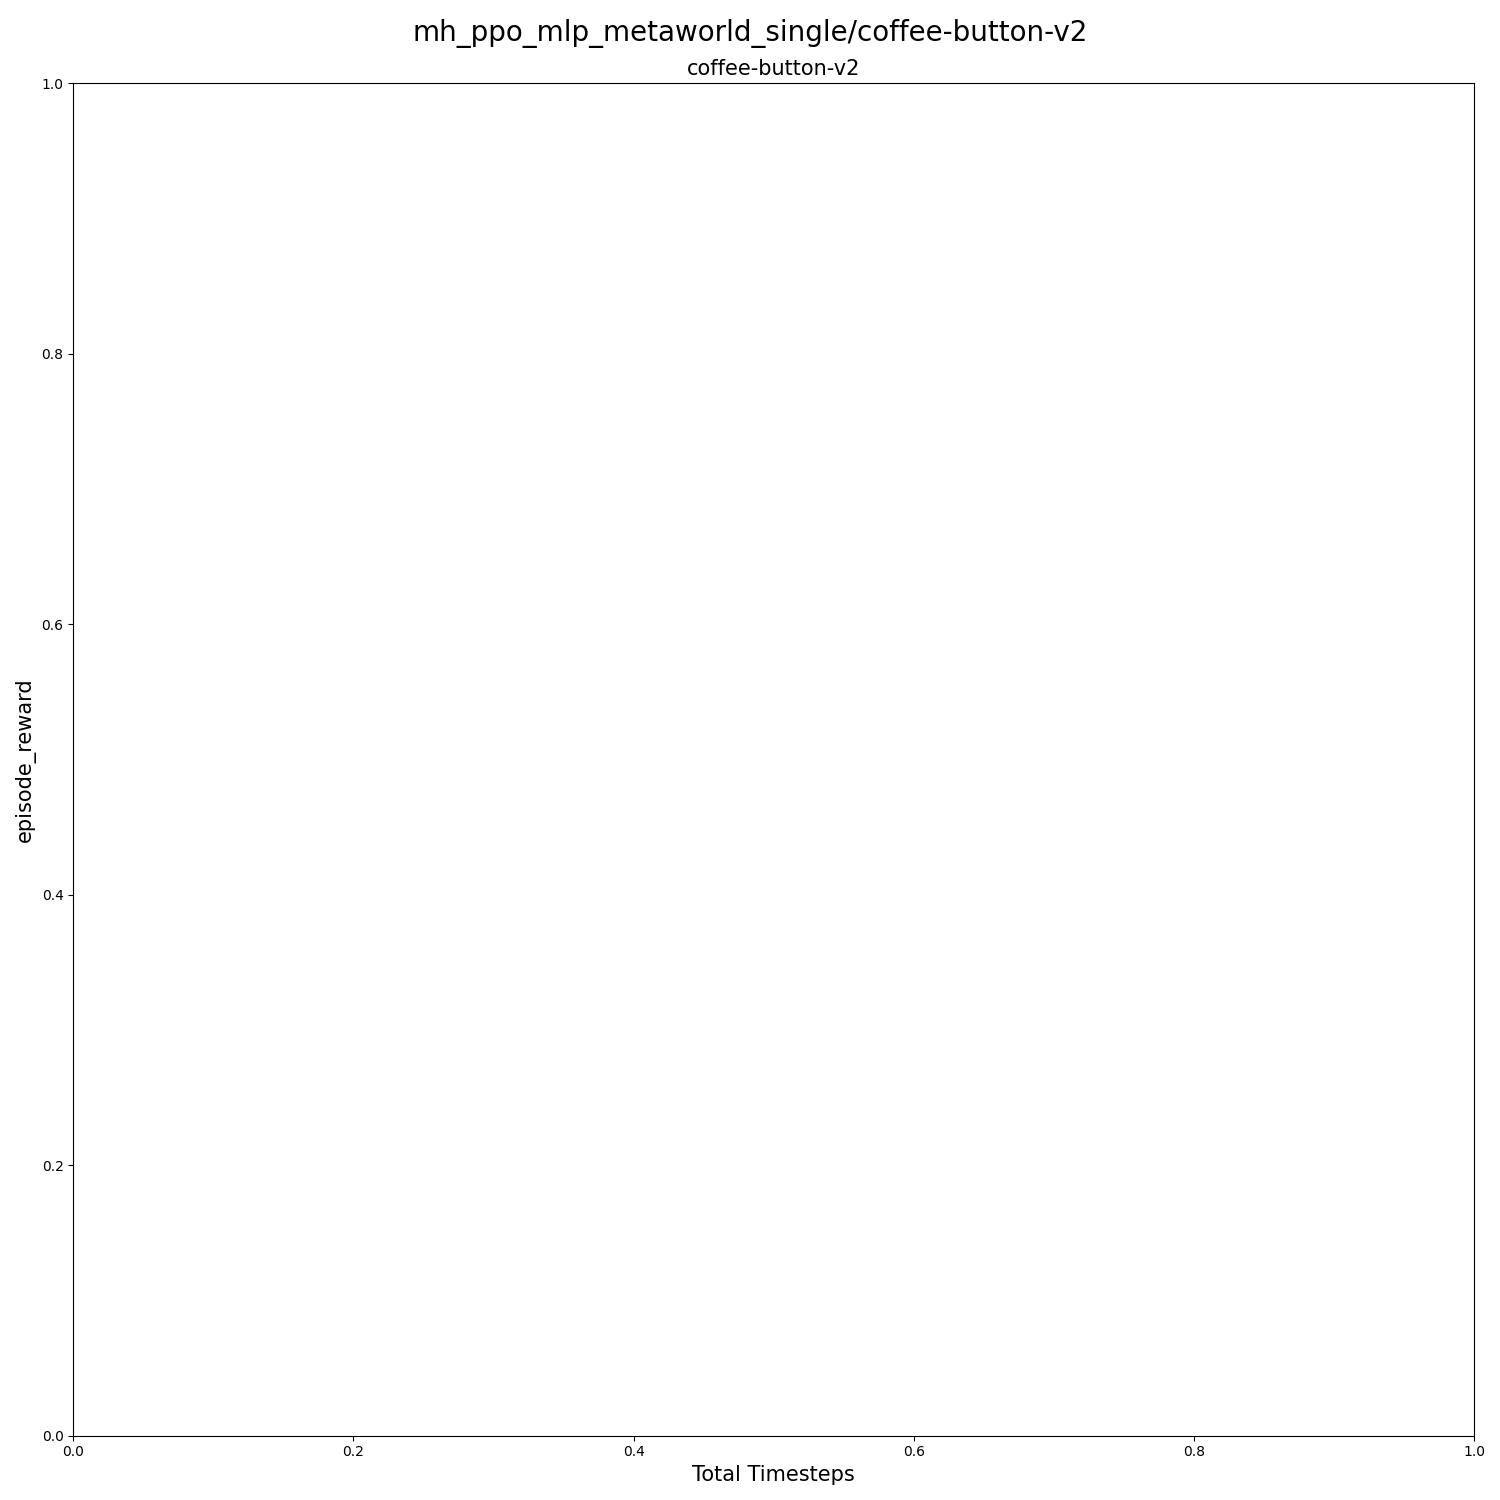 mh_ppo_mlp_metaworld_single/coffee-button-v2
coffee-button-v2
1.0
0.8
0.6
0.4
0.2
0.0
episode_reward
0.0 0.2 0.4 0.6 0.8 1.0
Total Timesteps